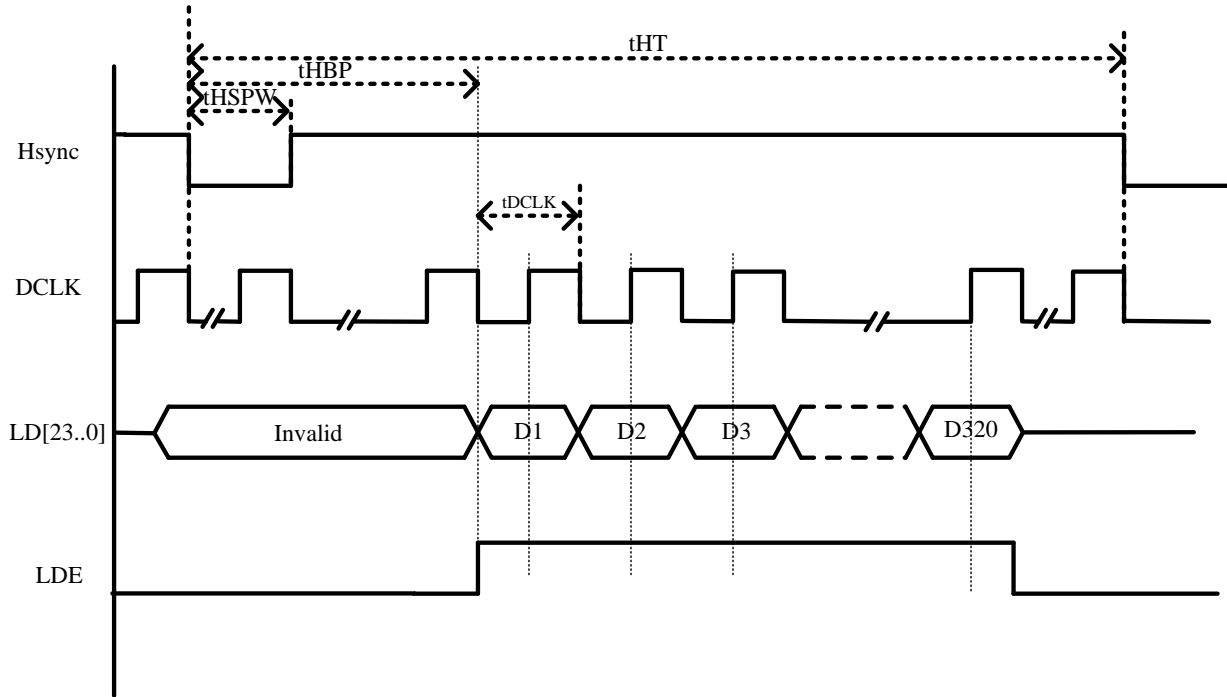 tHT
tHBP
tHSPW
Hsync
tDCLK
DCLK
LD[23..0]
Invalid
D1
D2
D3
D320
LDE